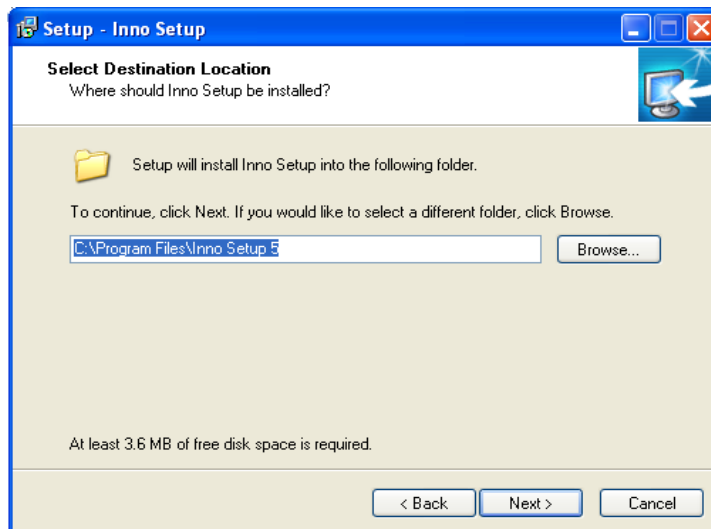 Setup - Inno Setup
Select Destination Location
Where should Inno Setup be installed?
Setup will install Inno Setup into the following folder.
To continue, click Next. If you would like to select a different folder, click Browse.
C:\Program Files\Inno Setup 5
Browse...
At least 3.6 MB of free disk space is required.
< Back
Next >
Cancel